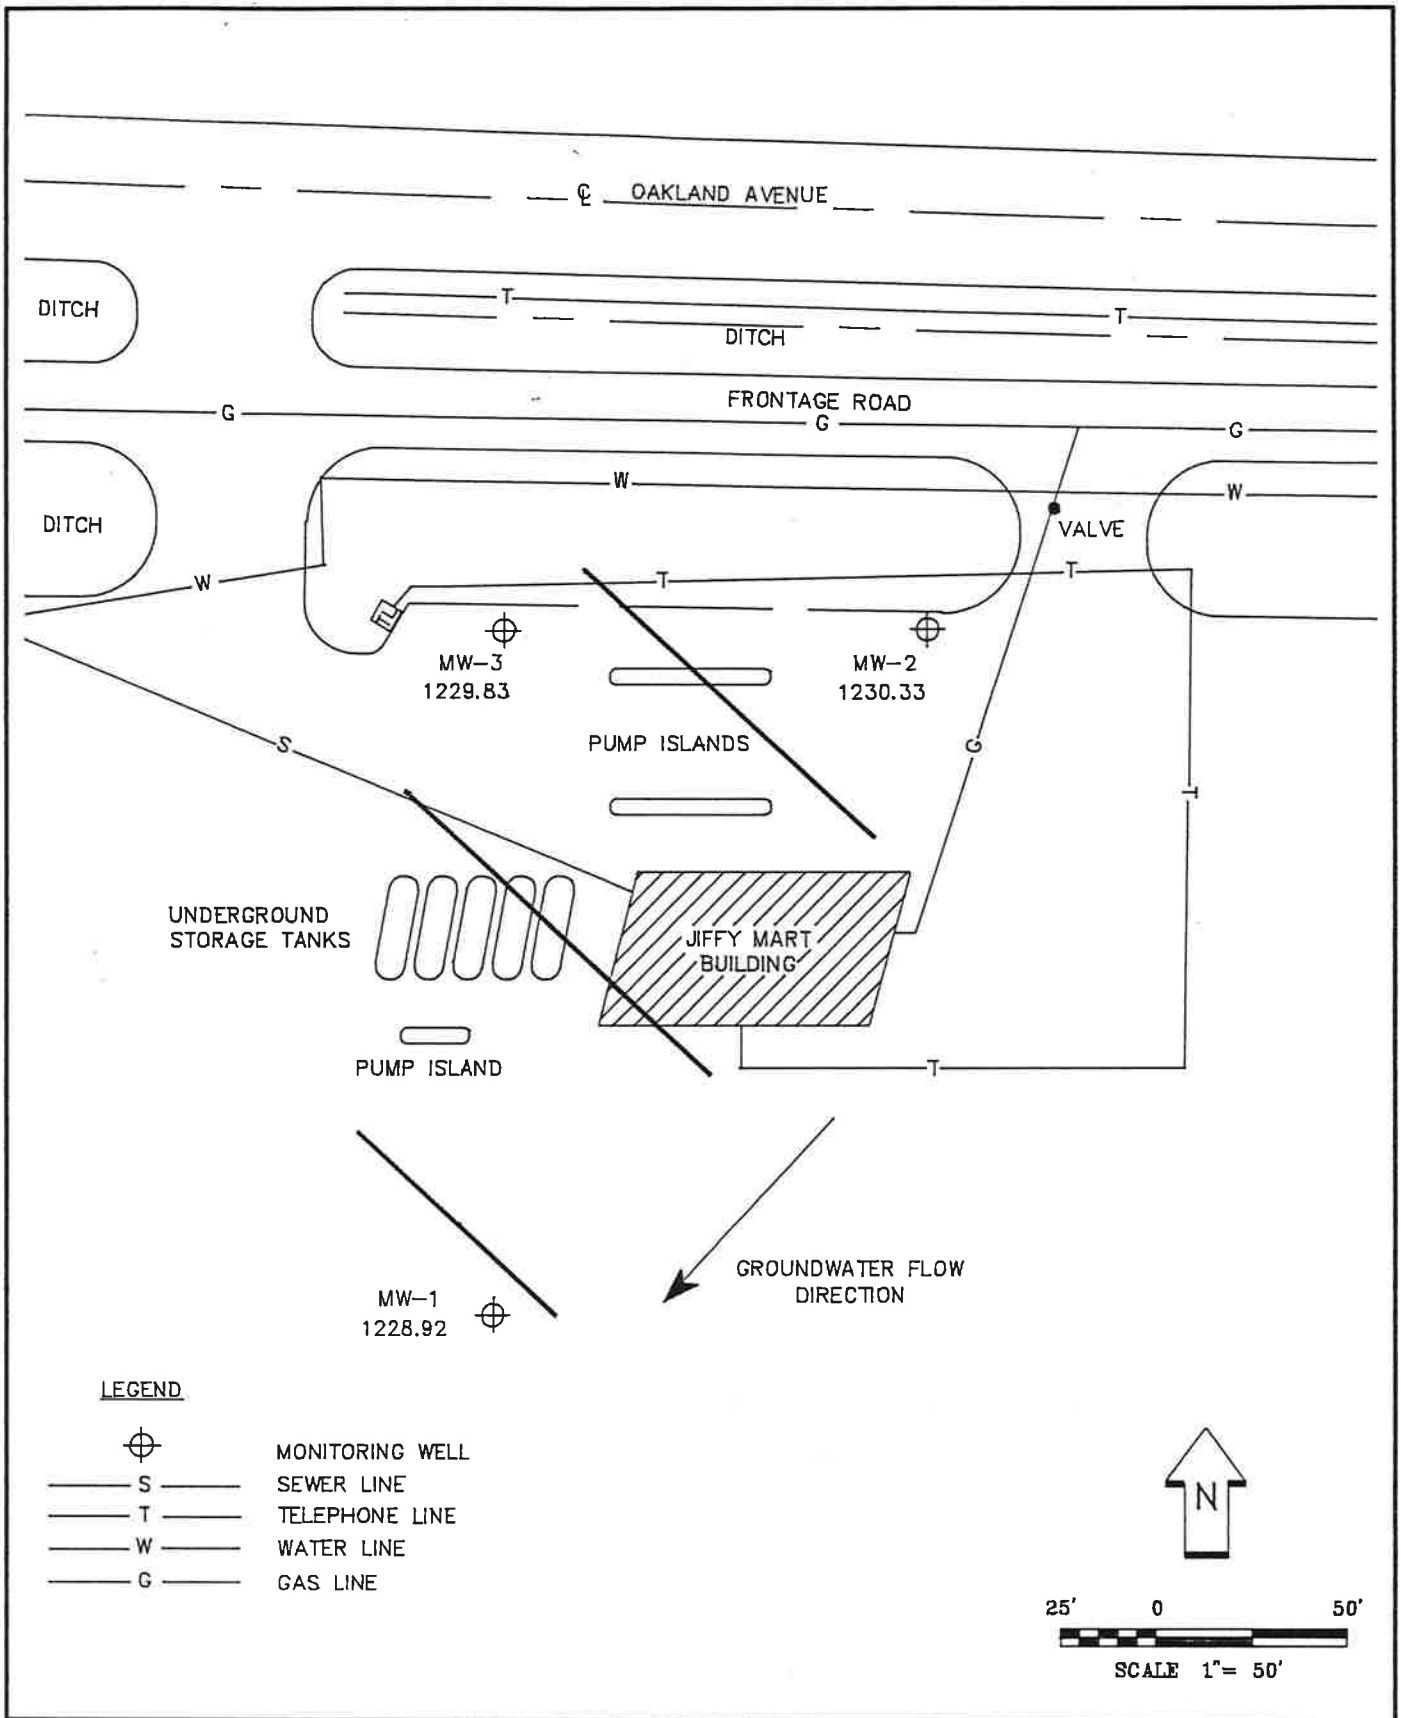 ℄ OAKLAND AVENUE
DITCH
T
T
DITCH
FRONTAGE ROAD
G
G
G
W
W
DITCH
VALVE
W
T
T
TU
MW-3
1229.83
MW-2
1230.33
S
PUMP ISLANDS
G
T
UNDERGROUND
STORAGE TANKS
JIFFY MART
BUILDING
PUMP ISLAND
T
GROUNDWATER FLOW
DIRECTION
MW-1
1228.92
LEGEND
MONITORING WELL
S SEWER LINE
T TELEPHONE LINE
W WATER LINE
G GAS LINE
N
25' 0 50'
SCALE 1"= 50'